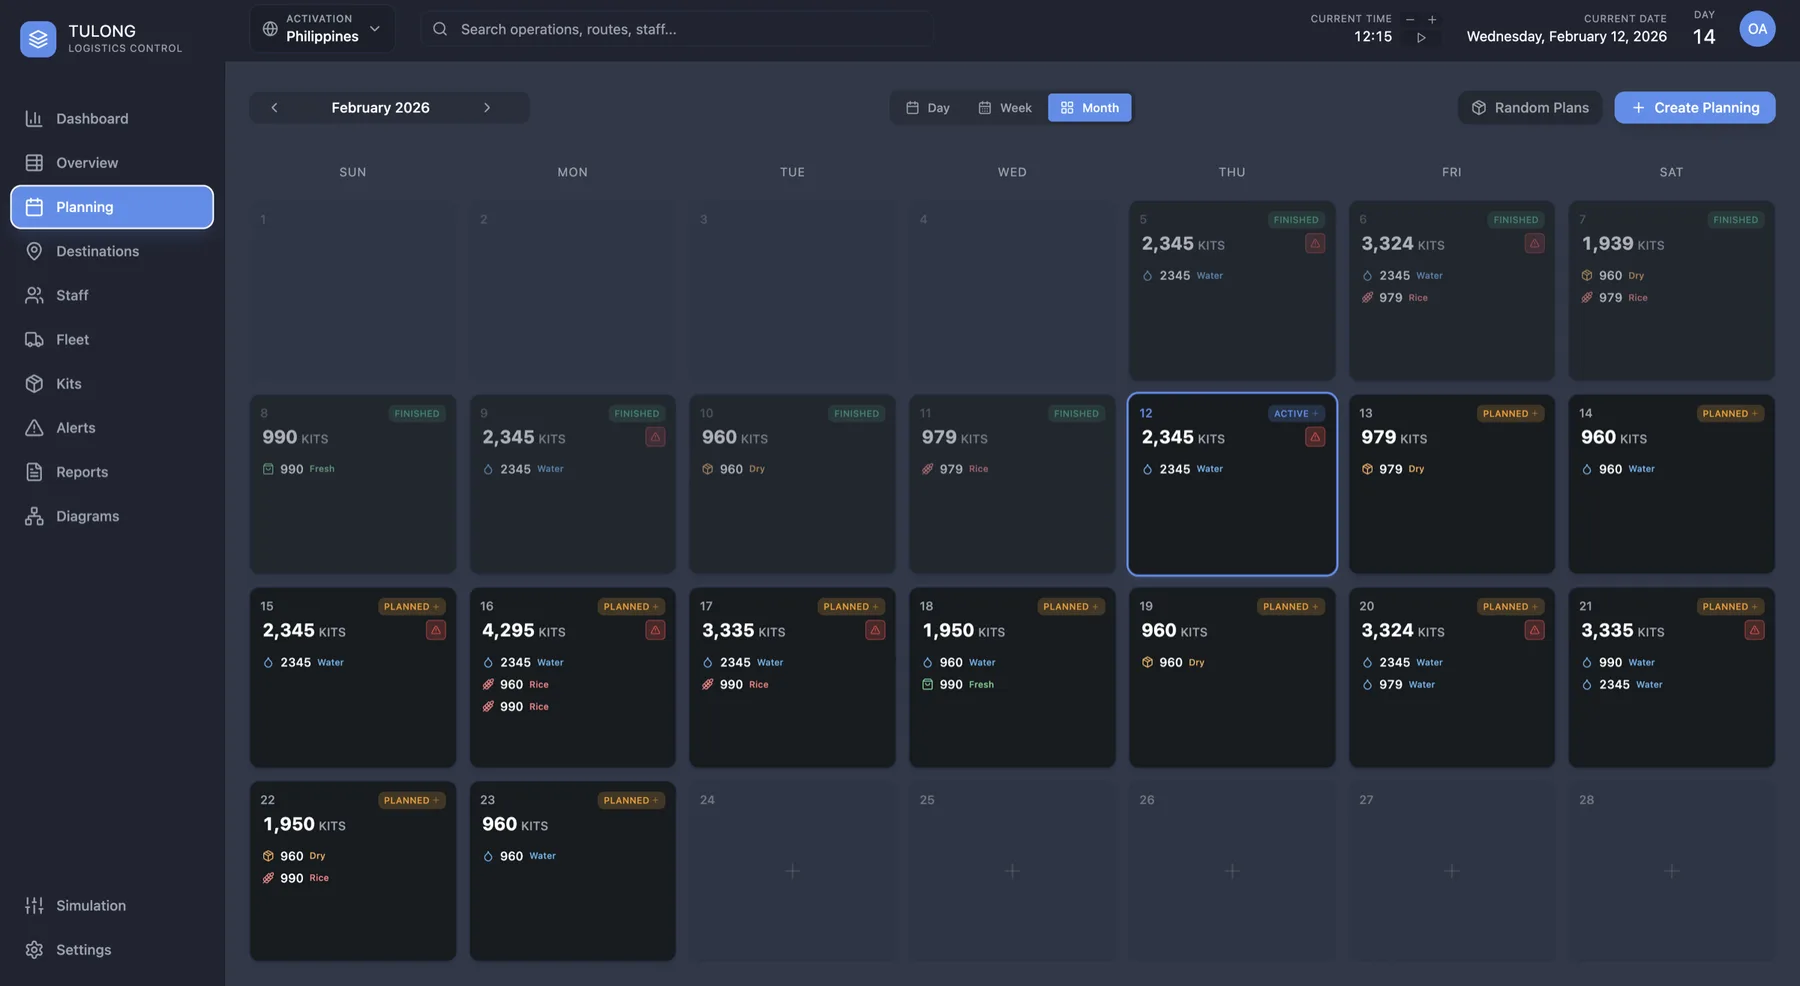 TULONG
LOGISTICS CONTROL
ACTIVATION
Philippines
Search operations, routes, staff...
CURRENT TIME
12:15
CURRENT DATE
Wednesday, February 12, 2026
DAY
14
OA
Dashboard
Overview
Planning
Destinations
Staff
Fleet
Kits
Alerts
Reports
Diagrams
Simulation
Settings
February 2026
Day
Week
Month
Random Plans
+ Create Planning
SUN MON TUE WED THU FRI SAT
1
2
3
4
5 FINISHED
2,345 KITS
2345 Water
6 FINISHED
3,324 KITS
2345 Water
979 Rice
7 FINISHED
1,939 KITS
960 Dry
979 Rice
8 FINISHED
990 KITS
990 Fresh
9 FINISHED
2,345 KITS
2345 Water
10 FINISHED
960 KITS
960 Dry
11 FINISHED
979 KITS
979 Rice
12 ACTIVE +
2,345 KITS
2345 Water
13 PLANNED +
979 KITS
979 Dry
14 PLANNED +
960 KITS
960 Water
15 PLANNED +
2,345 KITS
2345 Water
16 PLANNED +
4,295 KITS
2345 Water
960 Rice
990 Rice
17 PLANNED +
3,335 KITS
2345 Water
990 Rice
18 PLANNED +
1,950 KITS
960 Water
990 Fresh
19 PLANNED +
960 KITS
960 Dry
20 PLANNED +
3,324 KITS
2345 Water
979 Water
21 PLANNED +
3,335 KITS
990 Water
2345 Water
22 PLANNED +
1,950 KITS
960 Dry
990 Rice
23 PLANNED +
960 KITS
960 Water
24
25
26
27
28